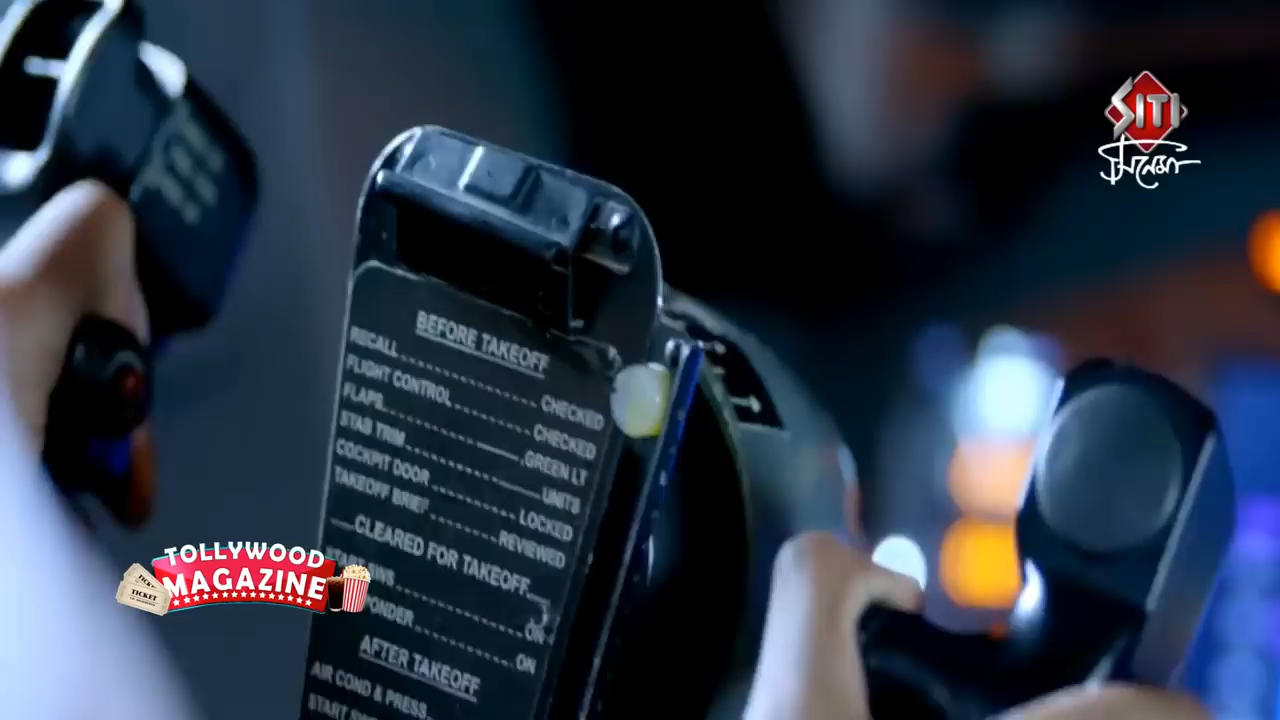 SITI
সিনেমা
BEFORE TAKEOFF
RECALL CHECKED
FLIGHT CONTROL CHECKED
FLAPS , GREEN LT
STAB TRIM UNITS
COCKPIT DOOR LOCKED
TAKEOFF BRIEF REVIEWED
CLEARED FOR TAKEOFF
ON
ON
AFTER TAKEOFF
AIR COND & PRESS
START
TOLLYWOOD
MAGAZINE
TICKET